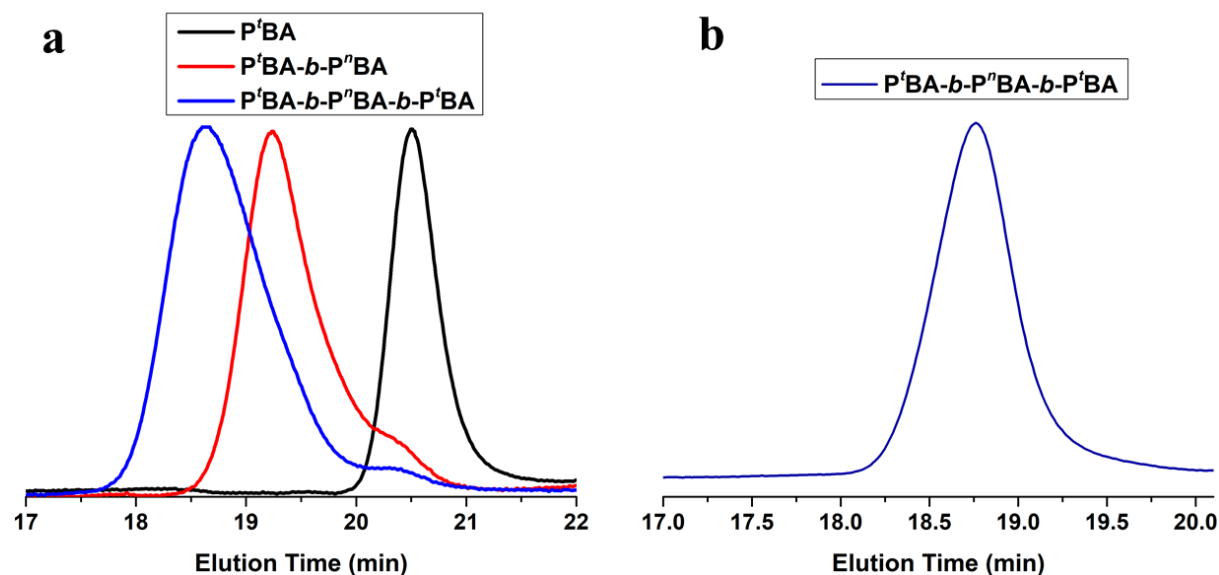 a
PᵗBA
PᵗBA-b-PⁿBA
PᵗBA-b-PⁿBA-b-PᵗBA
17 18 19 20 21 22
Elution Time (min)
b
PᵗBA-b-PⁿBA-b-PᵗBA
17.0 17.5 18.0 18.5 19.0 19.5 20.0
Elution Time (min)